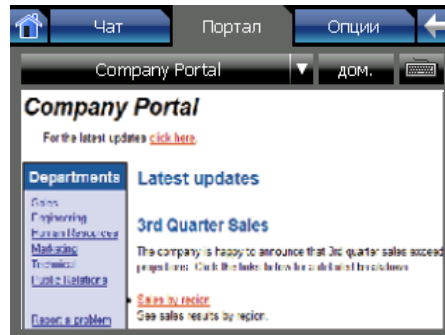 Чат Портал Опции
Company Portal дом.
Company Portal
For the latest updates click here.
Departments
Sales
Engineering
Human Resources
Marketing
Technical
Public Relations
Report a problem
Latest updates
3rd Quarter Sales
The company is happy to announce that 3rd quarter sales exceed
projections. Click the links below for a detailed breakdown
Sales by region
See sales results by region.